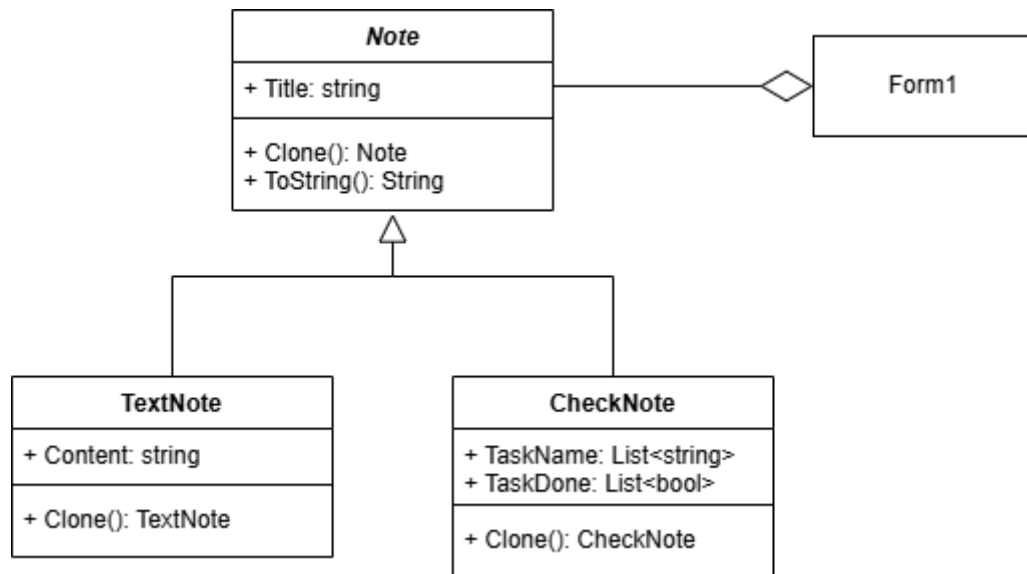 Note
+ Title: string
+ Clone(): Note
+ ToString(): String
Form1
TextNote
+ Content: string
+ Clone(): TextNote
CheckNote
+ TaskName: List<string>
+ TaskDone: List<bool>
+ Clone(): CheckNote